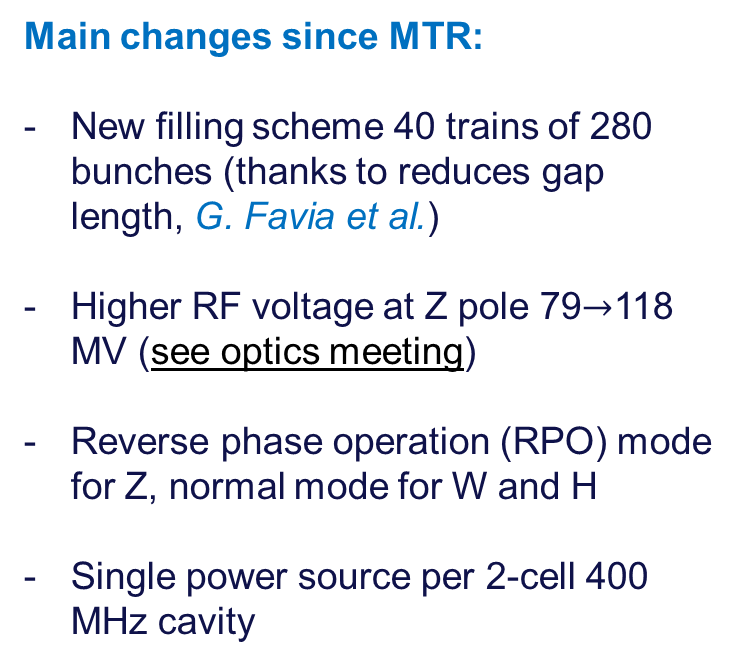 Main changes since MTR:
- New filling scheme 40 trains of 280
bunches (thanks to reduces gap
length, G. Favia et al.)
- Higher RF voltage at Z pole 79→118
MV (see optics meeting)
- Reverse phase operation (RPO) mode
for Z, normal mode for W and H
- Single power source per 2-cell 400
MHz cavity